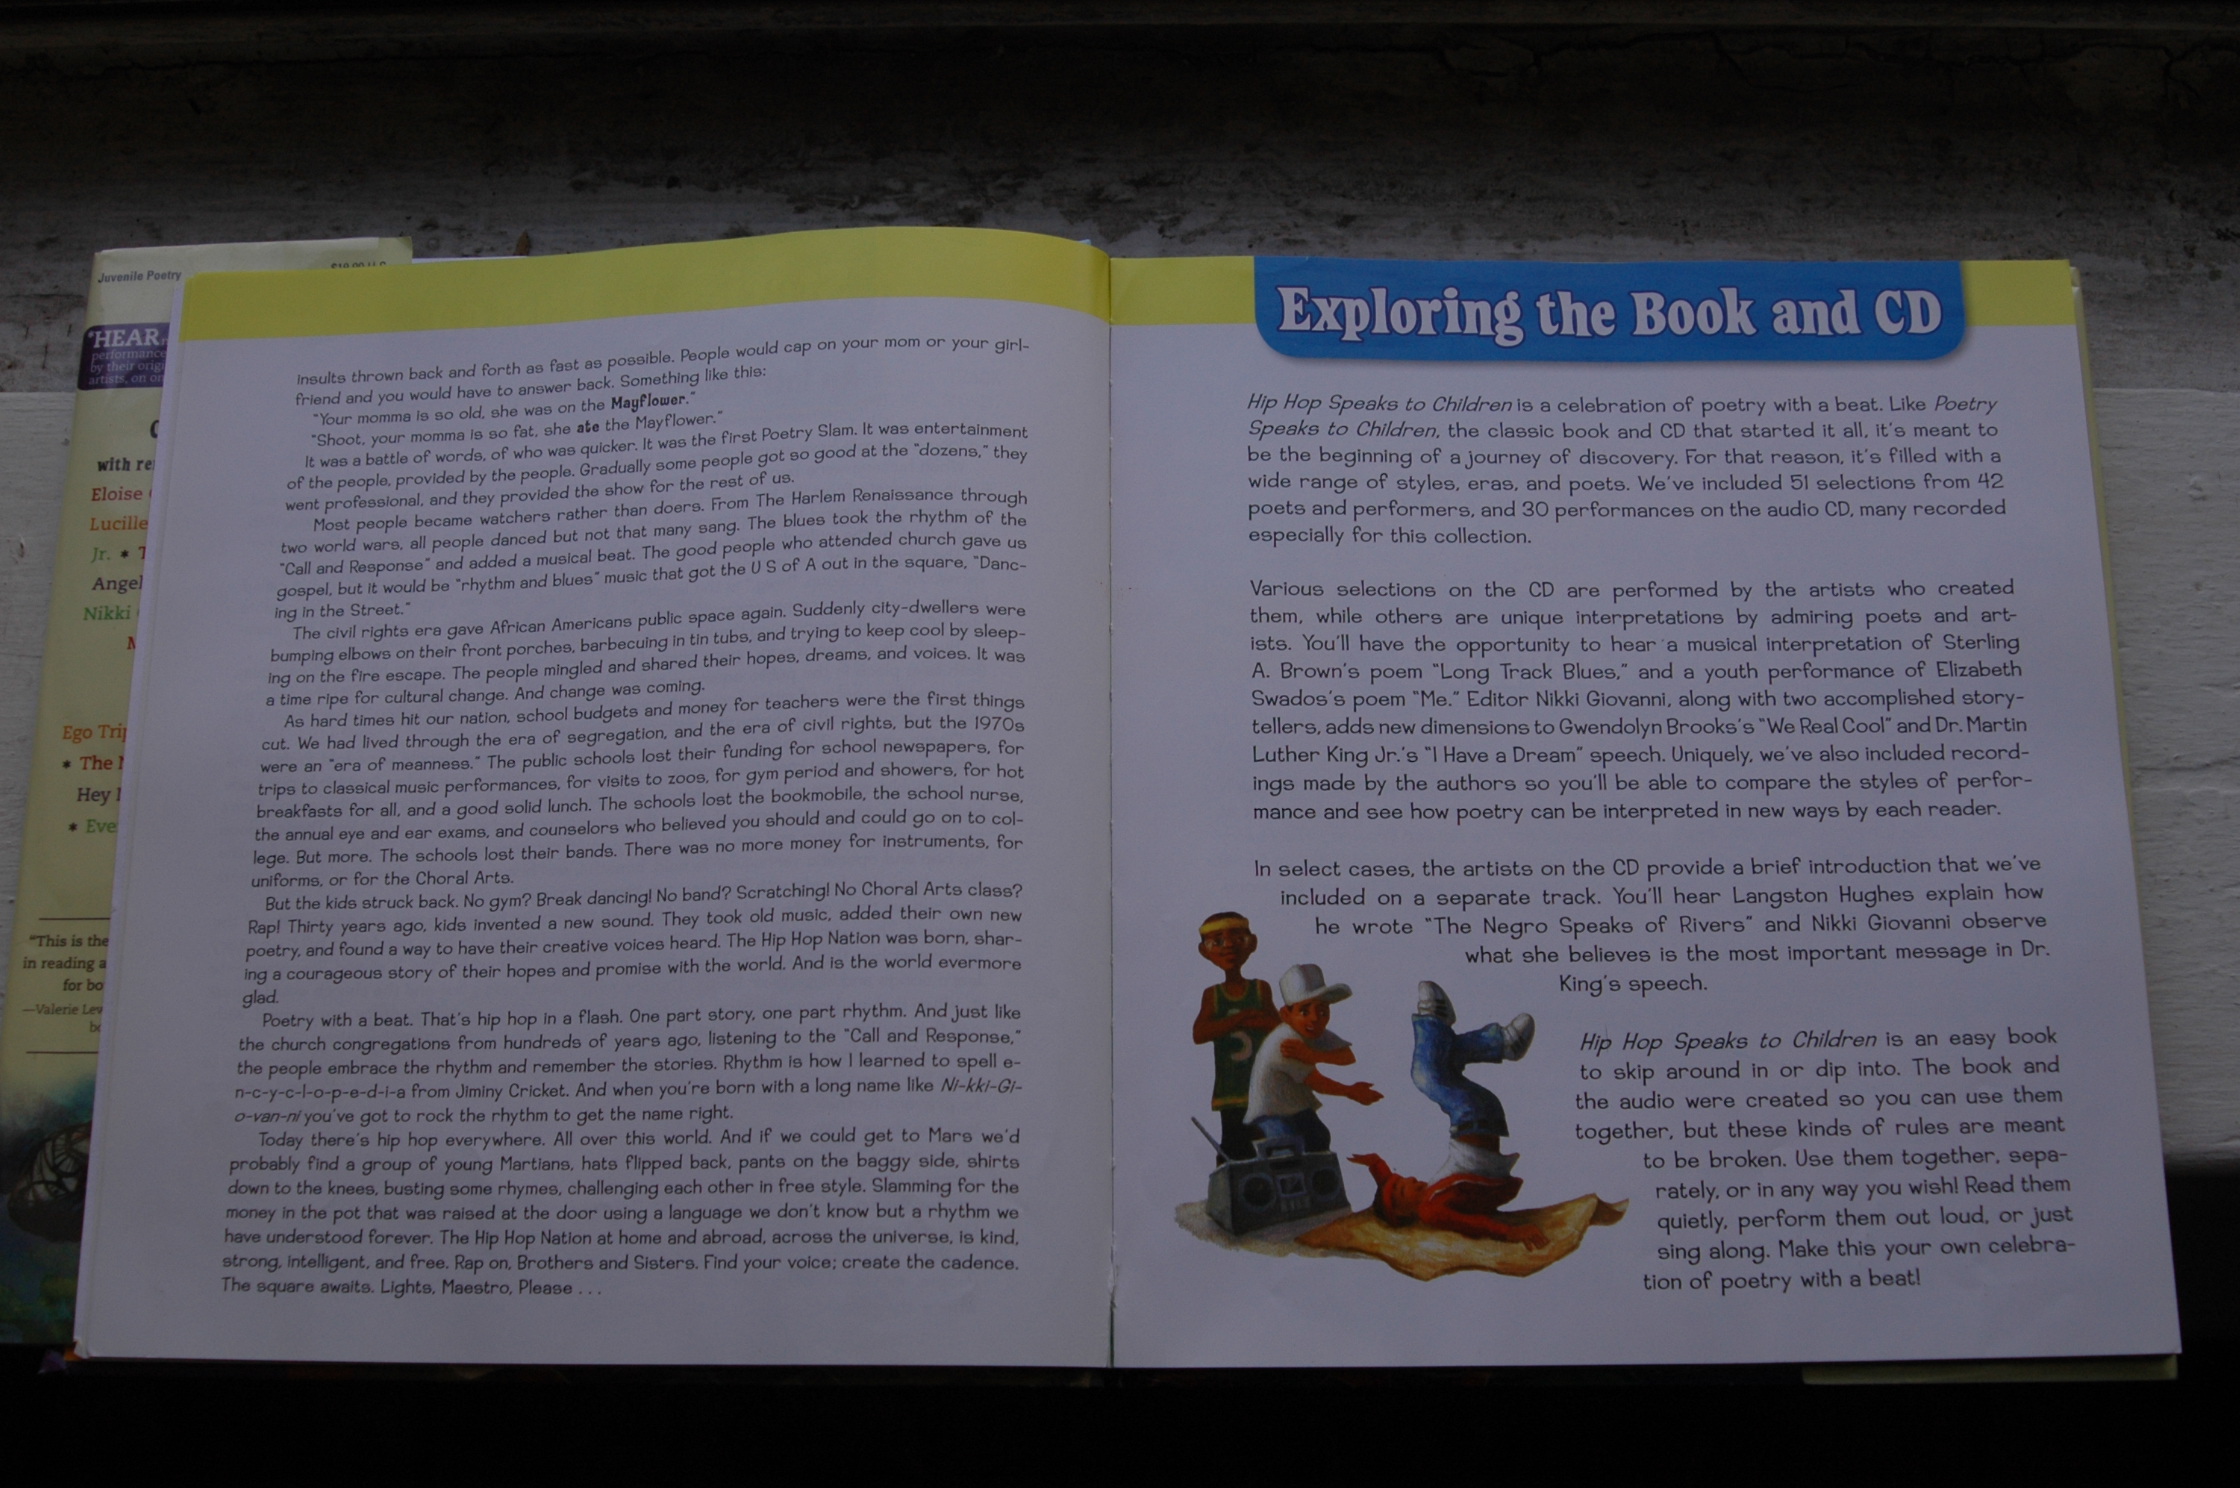 Juvenile Poetry
HEAR
performance
by their
artists, on
with
Eloise
Lucille
Jr. * T
Angel
Nikki
M
Ego
* The
Hey
*
"This is the
in reading a
for
—Valerie
insults thrown back and forth as fast as possible. People would cap on your mom or your girl-
friend and you would have to answer back. Something like this:
"Your momma is so old, she was on the Mayflower."
"Shoot, your momma is so fat, she ate the Mayflower."
It was a battle of words, of who was quicker. It was the first Poetry Slam. It was entertainment
of the people, provided by the people. Gradually some people got so good at the "dozens," they
went professional, and they provided the show for the rest of us.
Most people became watchers rather than doers. From The Harlem Renaissance through
two world wars, all people danced but not that many sang. The blues took the rhythm of the
"Call and Response" and added a musical beat. The good people who attended church gave us
gospel, but it would be "rhythm and blues" music that got the U S of A out in the square, "Danc-
ing in the Street."
The civil rights era gave African Americans public space again. Suddenly city-dwellers were
bumping elbows on their front porches, barbecuing in tin tubs, and trying to keep cool by sleep-
ing on the fire escape. The people mingled and shared their hopes, dreams, and voices. It was
a time ripe for cultural change. And change was coming.
As hard times hit our nation, school budgets and money for teachers were the first things
cut. We had lived through the era of segregation, and the era of civil rights, but the 1970s
were an "era of meanness." The public schools lost their funding for school newspapers, for
trips to classical music performances, for visits to zoos, for gym period and showers, for hot
breakfasts for all, and a good solid lunch. The schools lost the bookmobile, the school nurse,
the annual eye and ear exams, and counselors who believed you should and could go on to col-
lege. But more. The schools lost their bands. There was no more money for instruments, for
uniforms, or for the Choral Arts.
But the kids struck back. No gym? Break dancing! No band? Scratching! No Choral Arts class?
Rap! Thirty years ago, kids invented a new sound. They took old music, added their own new
poetry, and found a way to have their creative voices heard. The Hip Hop Nation was born, shar-
ing a courageous story of their hopes and promise with the world. And is the world evermore
glad.
Poetry with a beat. That's hip hop in a flash. One part story, one part rhythm. And just like
the church congregations from hundreds of years ago, listening to the "Call and Response,"
the people embrace the rhythm and remember the stories. Rhythm is how I learned to spell e-
n-c-y-c-l-o-p-e-d-i-a from Jiminy Cricket. And when you're born with a long name like Ni-kki-Gi-
o-van-ni you've got to rock the rhythm to get the name right.
Today there's hip hop everywhere. All over this world. And if we could get to Mars we'd
probably find a group of young Martians, hats flipped back, pants on the baggy side, shirts
down to the knees, busting some rhymes, challenging each other in free style. Slamming for the
money in the pot that was raised at the door using a language we don't know but a rhythm we
have understood forever. The Hip Hop Nation at home and abroad, across the universe, is kind,
strong, intelligent, and free. Rap on, Brothers and Sisters. Find your voice; create the cadence.
The square awaits. Lights, Maestro, Please . . .
Exploring the Book and CD
Hip Hop Speaks to Children is a celebration of poetry with a beat. Like Poetry
Speaks to Children, the classic book and CD that started it all, it's meant to
be the beginning of a journey of discovery. For that reason, it's filled with a
wide range of styles, eras, and poets. We've included 51 selections from 42
poets and performers, and 30 performances on the audio CD, many recorded
especially for this collection.
Various selections on the CD are performed by the artists who created
them, while others are unique interpretations by admiring poets and art-
ists. You'll have the opportunity to hear a musical interpretation of Sterling
A. Brown's poem "Long Track Blues," and a youth performance of Elizabeth
Swados's poem "Me." Editor Nikki Giovanni, along with two accomplished story-
tellers, adds new dimensions to Gwendolyn Brooks's "We Real Cool" and Dr. Martin
Luther King Jr.'s "I Have a Dream" speech. Uniquely, we've also included record-
ings made by the authors so you'll be able to compare the styles of perfor-
mance and see how poetry can be interpreted in new ways by each reader.
In select cases, the artists on the CD provide a brief introduction that we've
included on a separate track. You'll hear Langston Hughes explain how
he wrote "The Negro Speaks of Rivers" and Nikki Giovanni observe
what she believes is the most important message in Dr.
King's speech.
Hip Hop Speaks to Children is an easy book
to skip around in or dip into. The book and
the audio were created so you can use them
together, but these kinds of rules are meant
to be broken. Use them together, sepa-
rately, or in any way you wish! Read them
quietly, perform them out loud, or just
sing along. Make this your own celebra-
tion of poetry with a beat!